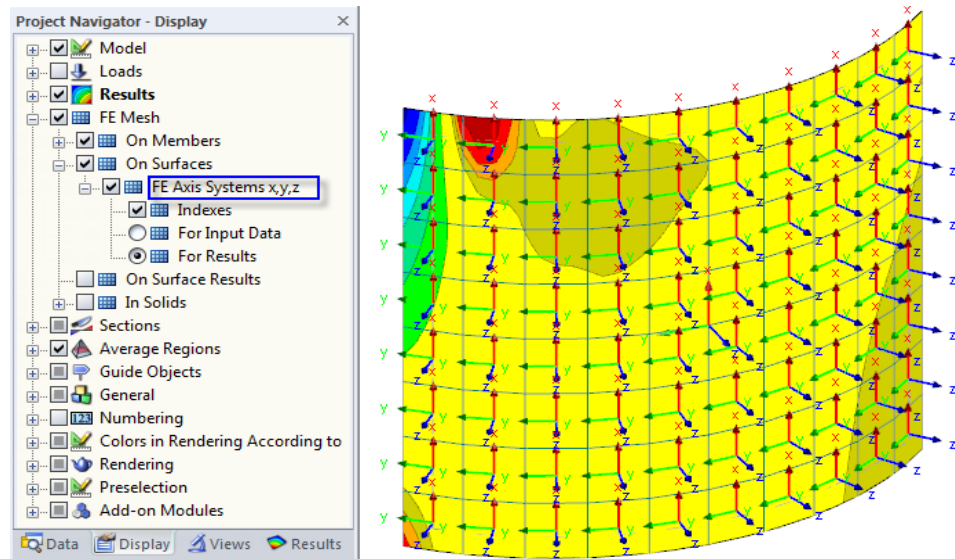 Project Navigator - Display
Model
Loads
Results
FE Mesh
On Members
On Surfaces
FE Axis Systems x,y,z
Indexes
For Input Data
For Results
On Surface Results
In Solids
Sections
Average Regions
Guide Objects
General
123 Numbering
Colors in Rendering According to
Rendering
Preselection
Add-on Modules
Data Display Views Results